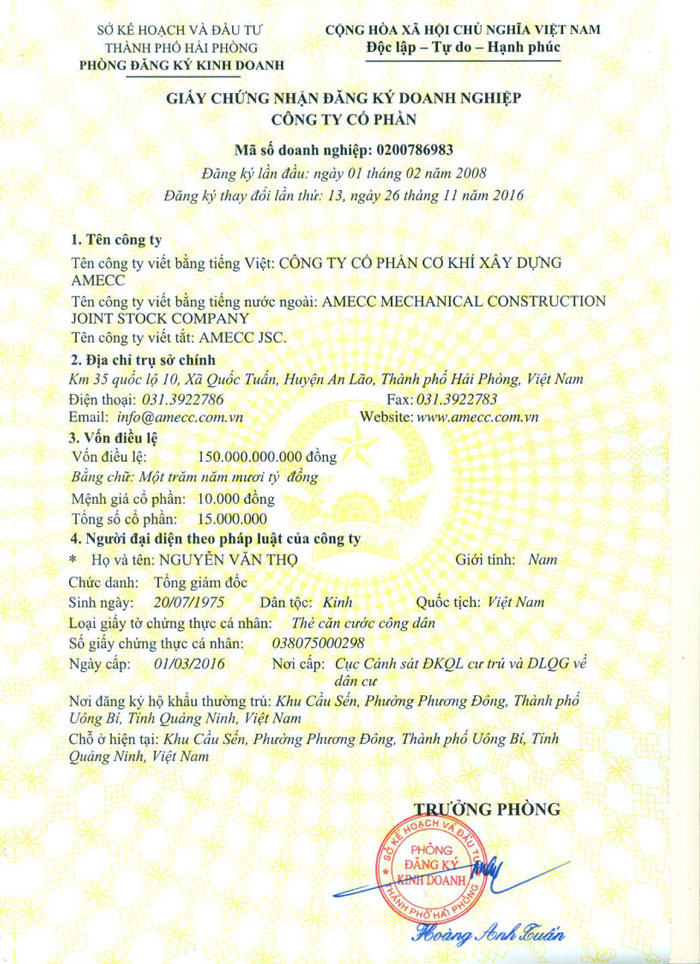 SỞ KẾ HOẠCH VÀ ĐẦU TƯ
THÀNH PHỐ HẢI PHÒNG
PHÒNG ĐĂNG KÝ KINH DOANH
CỘNG HÒA XÃ HỘI CHỦ NGHĨA VIỆT NAM
Độc lập – Tự do – Hạnh phúc
GIẤY CHỨNG NHẬN ĐĂNG KÝ DOANH NGHIỆP
CÔNG TY CỔ PHẦN
Mã số doanh nghiệp: 0200786983
Đăng ký lần đầu: ngày 01 tháng 02 năm 2008
Đăng ký thay đổi lần thứ: 13, ngày 26 tháng 11 năm 2016
1. Tên công ty
Tên công ty viết bằng tiếng Việt: CÔNG TY CỔ PHẦN CƠ KHÍ XÂY DỰNG
AMECC
Tên công ty viết bằng tiếng nước ngoài: AMECC MECHANICAL CONSTRUCTION
JOINT STOCK COMPANY
Tên công ty viết tắt: AMECC JSC.
2. Địa chỉ trụ sở chính
Km 35 quốc lộ 10, Xã Quốc Tuấn, Huyện An Lão, Thành phố Hải Phòng, Việt Nam
Điện thoại: 031.3922786 Fax: 031.3922783
Email: info@amecc.com.vn Website: www.amecc.com.vn
3. Vốn điều lệ
Vốn điều lệ: 150.000.000.000 đồng
Bằng chữ: Một trăm năm mươi tỷ đồng
Mệnh giá cổ phần: 10.000 đồng
Tổng số cổ phần: 15.000.000
4. Người đại diện theo pháp luật của công ty
* Họ và tên: NGUYỄN VĂN THỌ Giới tính: Nam
Chức danh: Tổng giám đốc
Sinh ngày: 20/07/1975 Dân tộc: Kinh Quốc tịch: Việt Nam
Loại giấy tờ chứng thực cá nhân: Thẻ căn cước công dân
Số giấy chứng thực cá nhân: 038075000298
Ngày cấp: 01/03/2016 Nơi cấp: Cục Cảnh sát ĐKQL cư trú và DLQG về
dân cư
Nơi đăng ký hộ khẩu thường trú: Khu Cầu Sến, Phường Phương Đông, Thành phố
Uông Bí, Tỉnh Quảng Ninh, Việt Nam
Chỗ ở hiện tại: Khu Cầu Sến, Phường Phương Đông, Thành phố Uông Bí, Tỉnh
Quảng Ninh, Việt Nam
TRƯỞNG PHÒNG
SỞ KẾ HOẠCH VÀ ĐẦU TƯ
PHÒNG
ĐĂNG KÝ
KINH DOANH
THÀNH PHỐ HẢI PHÒNG
Hoàng Anh Tuấn